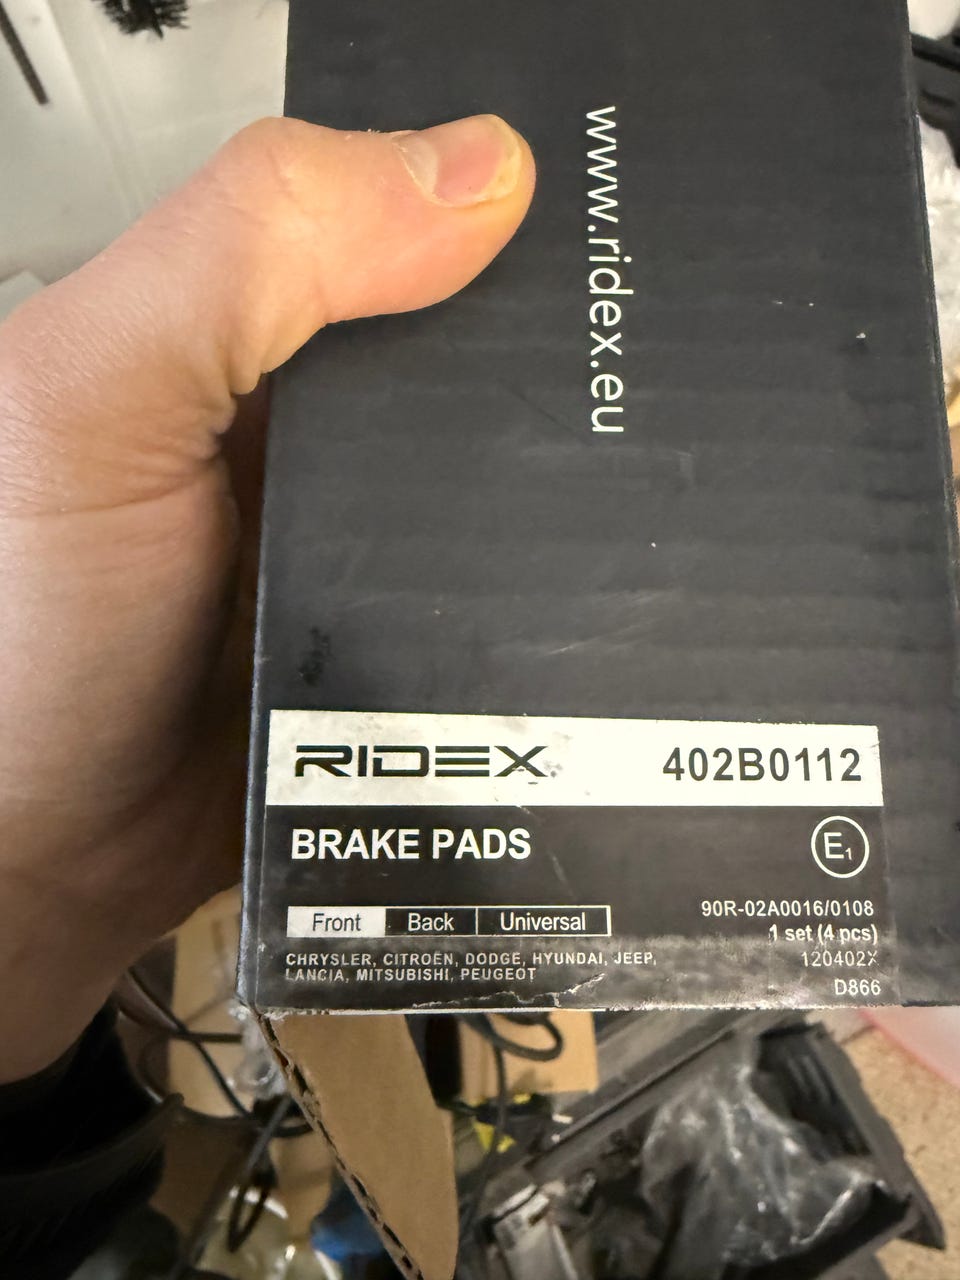 www.ridex.eu
RIDEX
402B0112
BRAKE PADS
E1
Front Back Universal
90R-02A0016/0108
1 set (4 pcs)
120402X
D866
CHRYSLER, CITROËN, DODGE, HYUNDAI, JEEP,
LANCIA, MITSUBISHI, PEUGEOT